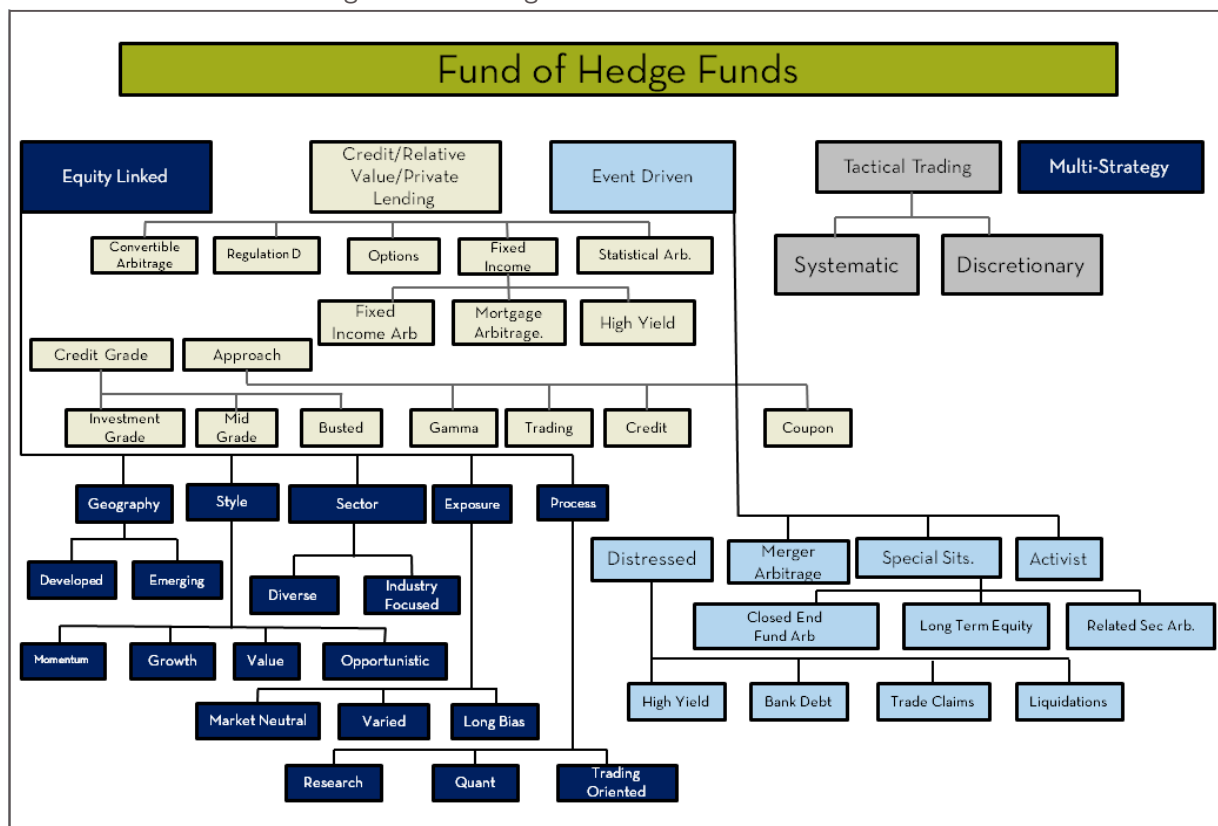 Fund of Hedge Funds
Equity Linked
Credit/Relative
Value/Private
Lending
Event Driven
Tactical Trading
Multi-Strategy
Convertible
Arbitrage
Regulation D
Options
Fixed
Income
Statistical Arb.
Systematic
Discretionary
Fixed
Income Arb
Mortgage
Arbitrage.
High Yield
Credit Grade
Approach
Investment
Grade
Mid
Grade
Busted
Gamma
Trading
Credit
Coupon
Geography
Style
Sector
Exposure
Process
Distressed
Merger
Arbitrage
Special Sits.
Activist
Developed
Emerging
Diverse
Industry
Focused
Closed End
Fund Arb
Long Term Equity
Related Sec Arb.
Momentum
Growth
Value
Opportunistic
High Yield
Bank Debt
Trade Claims
Liquidations
Market Neutral
Varied
Long Bias
Research
Quant
Trading
Oriented